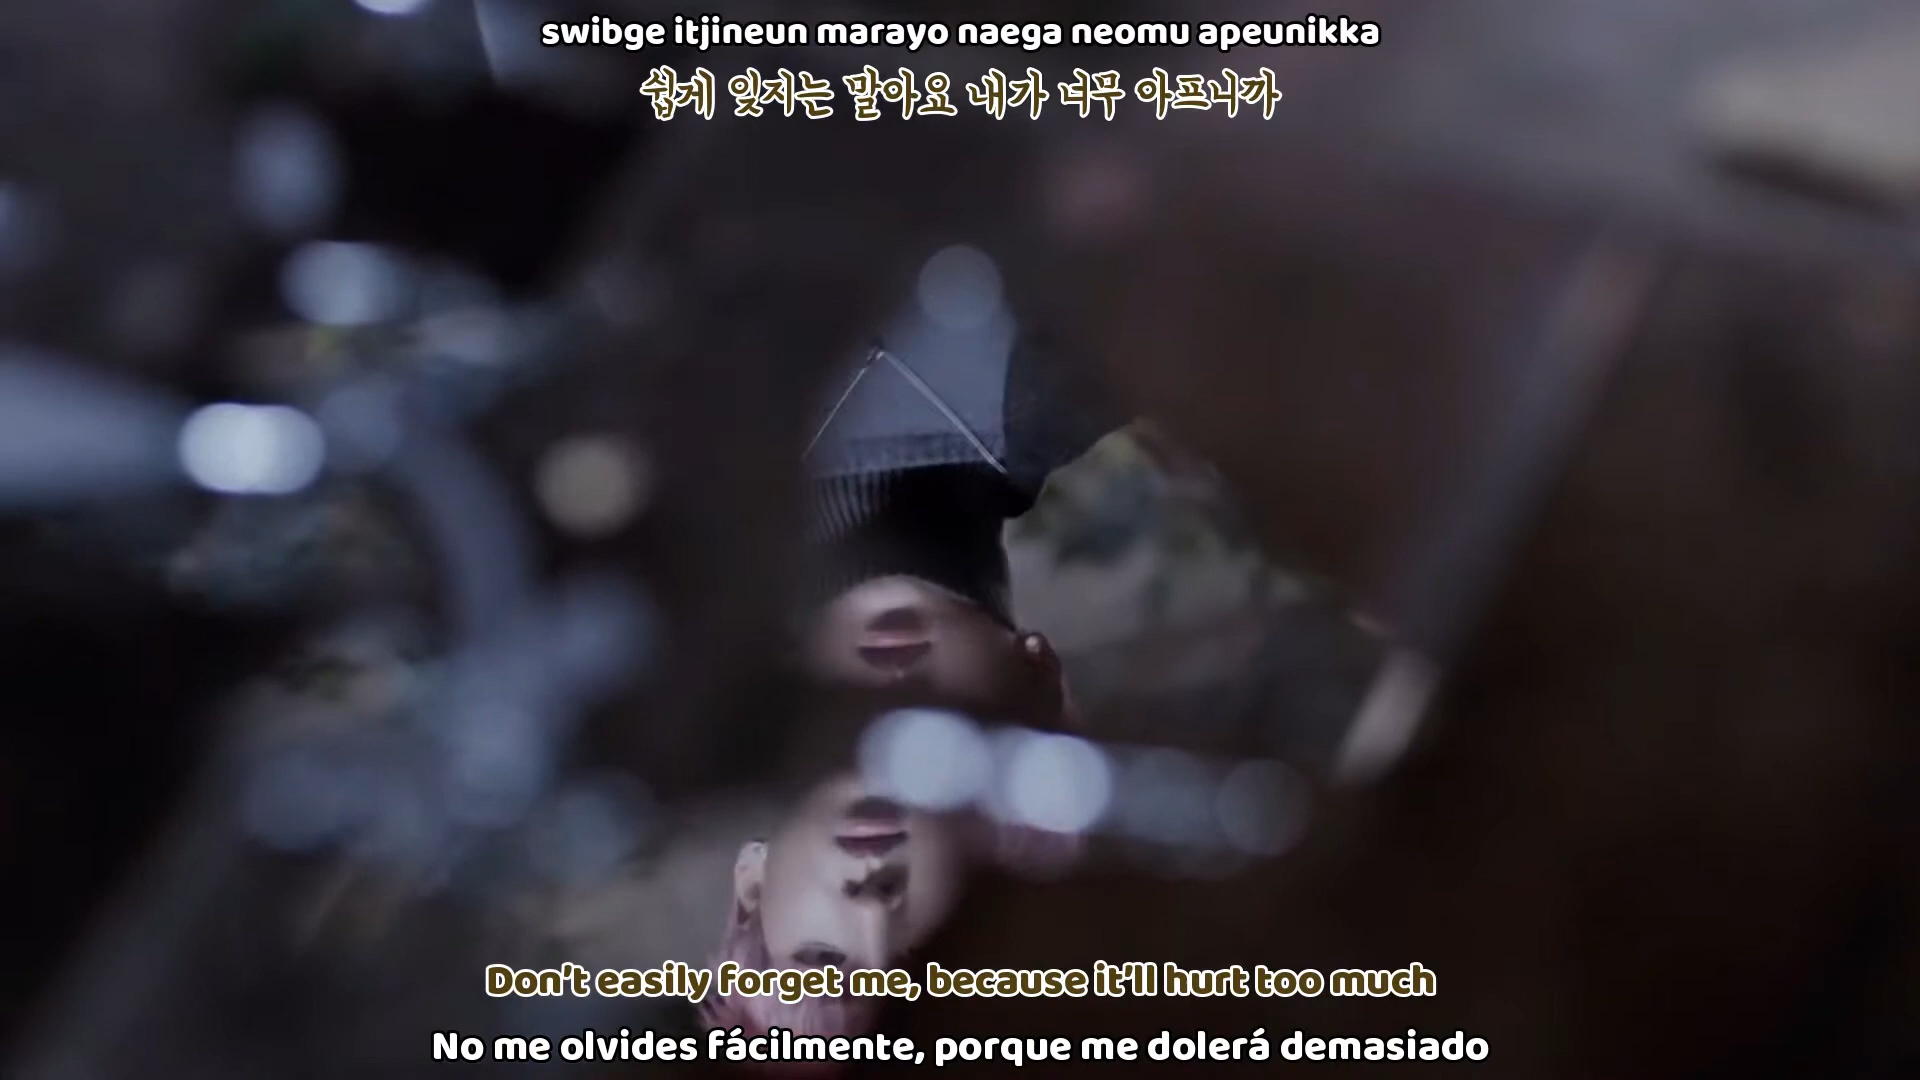 swibge itjineun marayo naega neomu apeunikka
쉽게 잊지는 말아요 내가 너무 아프니까
Don't easily forget me, because it'll hurt too much
No me olvides fácilmente, porque me dolerá demasiado